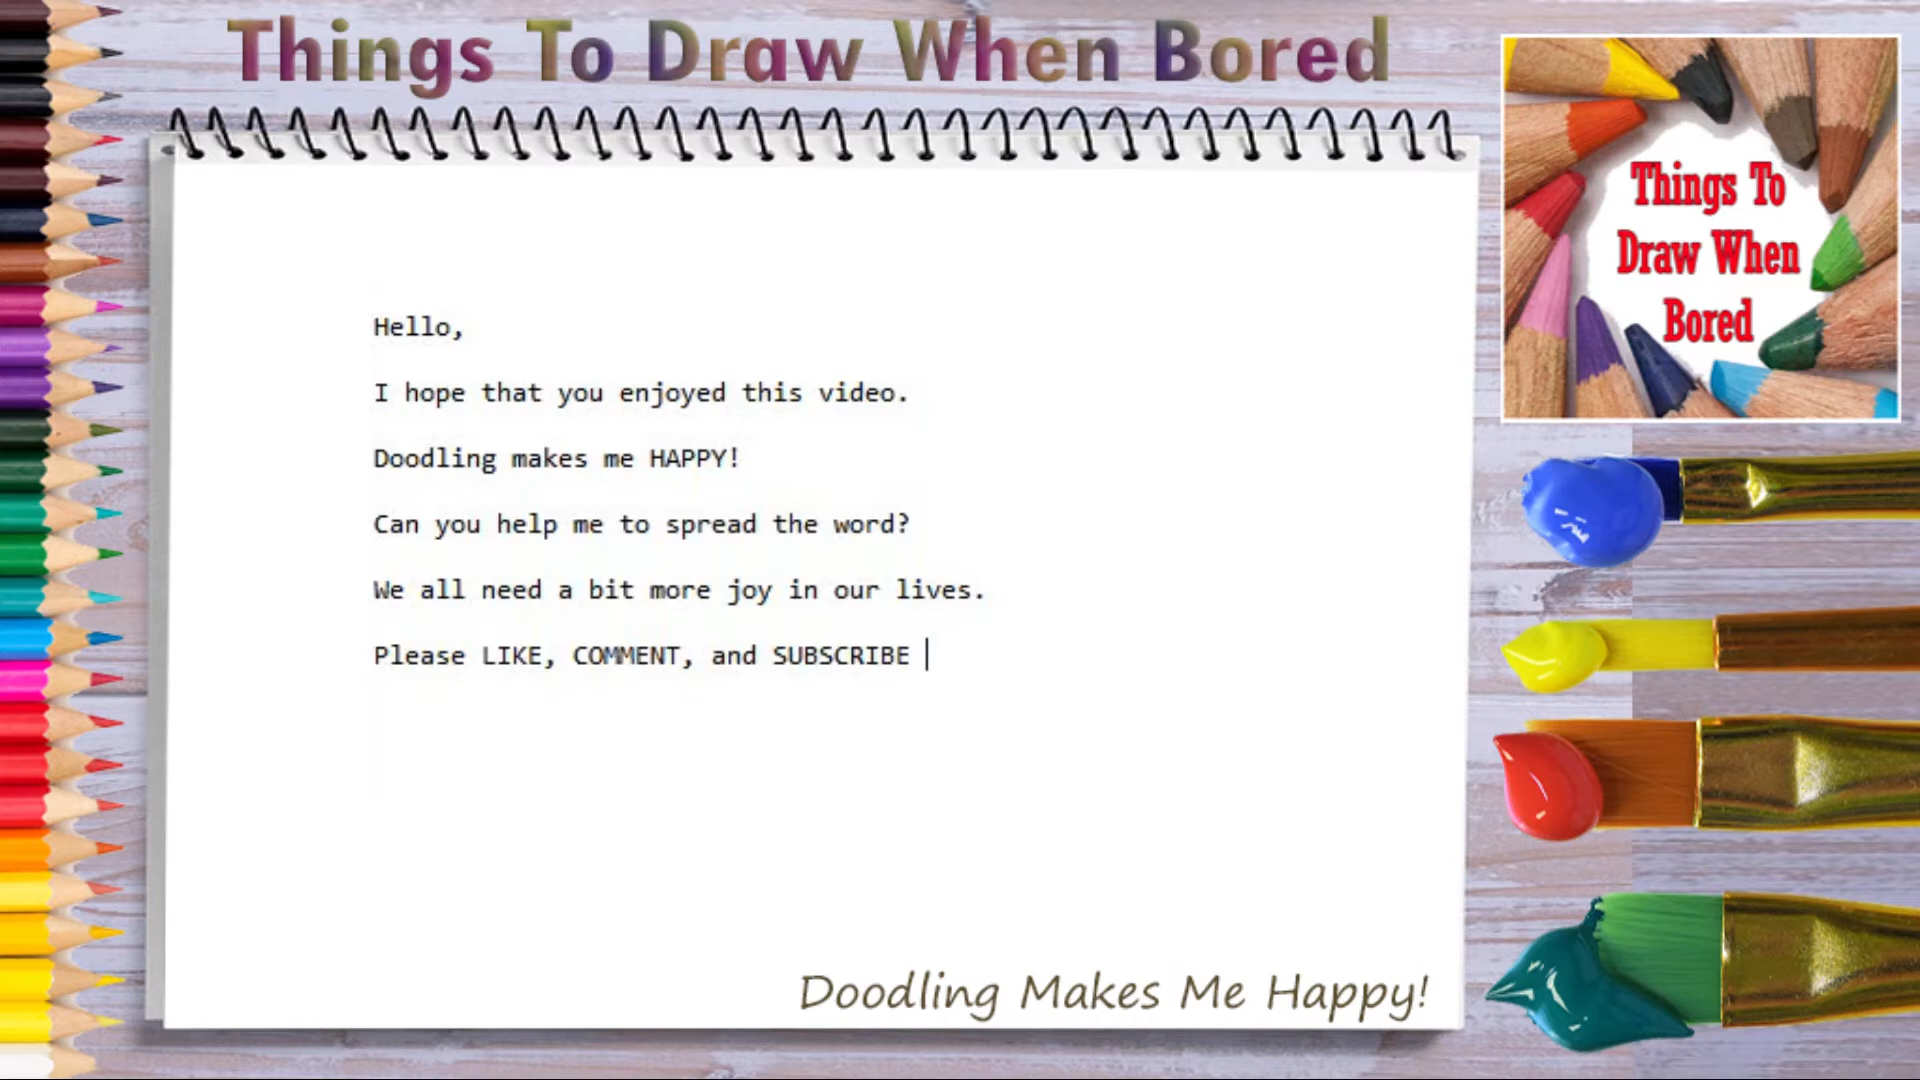 Things To Draw When Bored
Things To
Draw When
Bored
Hello,
I hope that you enjoyed this video.
Doodling makes me HAPPY!
Can you help me to spread the word?
We all need a bit more joy in our lives.
Please LIKE, COMMENT, and SUBSCRIBE
Doodling Makes Me Happy!